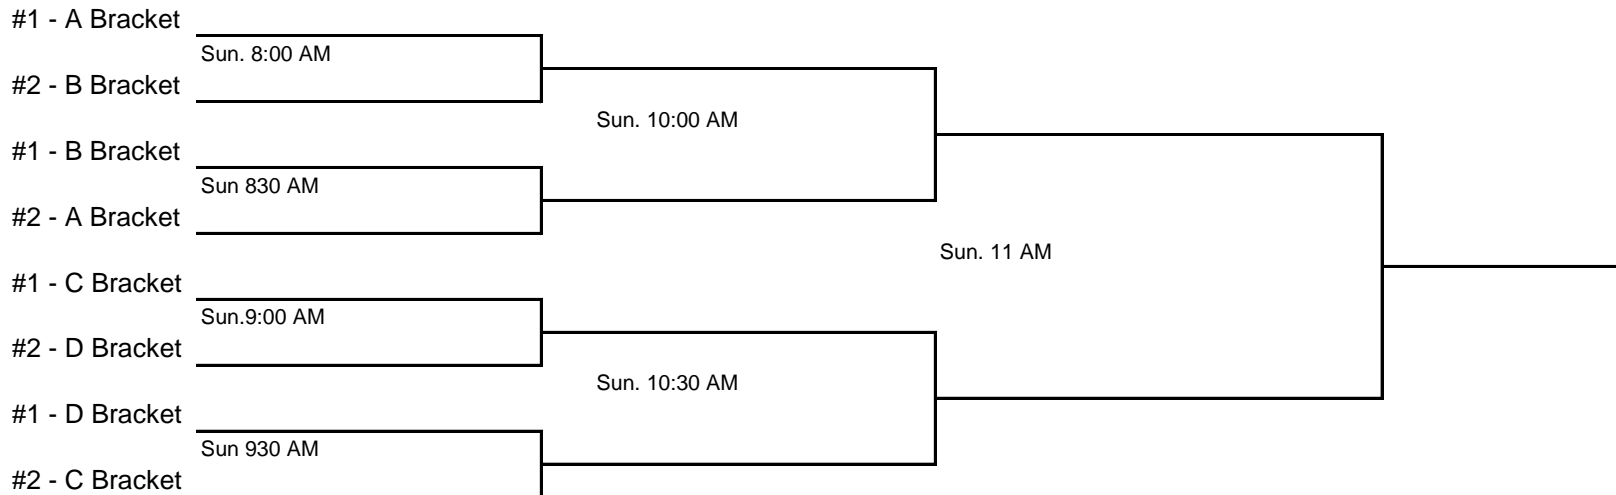 #1 - A Bracket
Sun. 8:00 AM
#2 - B Bracket
Sun. 10:00 AM
#1 - B Bracket
Sun 830 AM
#2 - A Bracket
Sun. 11 AM
#1 - C Bracket
Sun.9:00 AM
#2 - D Bracket
Sun. 10:30 AM
#1 - D Bracket
Sun 930 AM
#2 - C Bracket